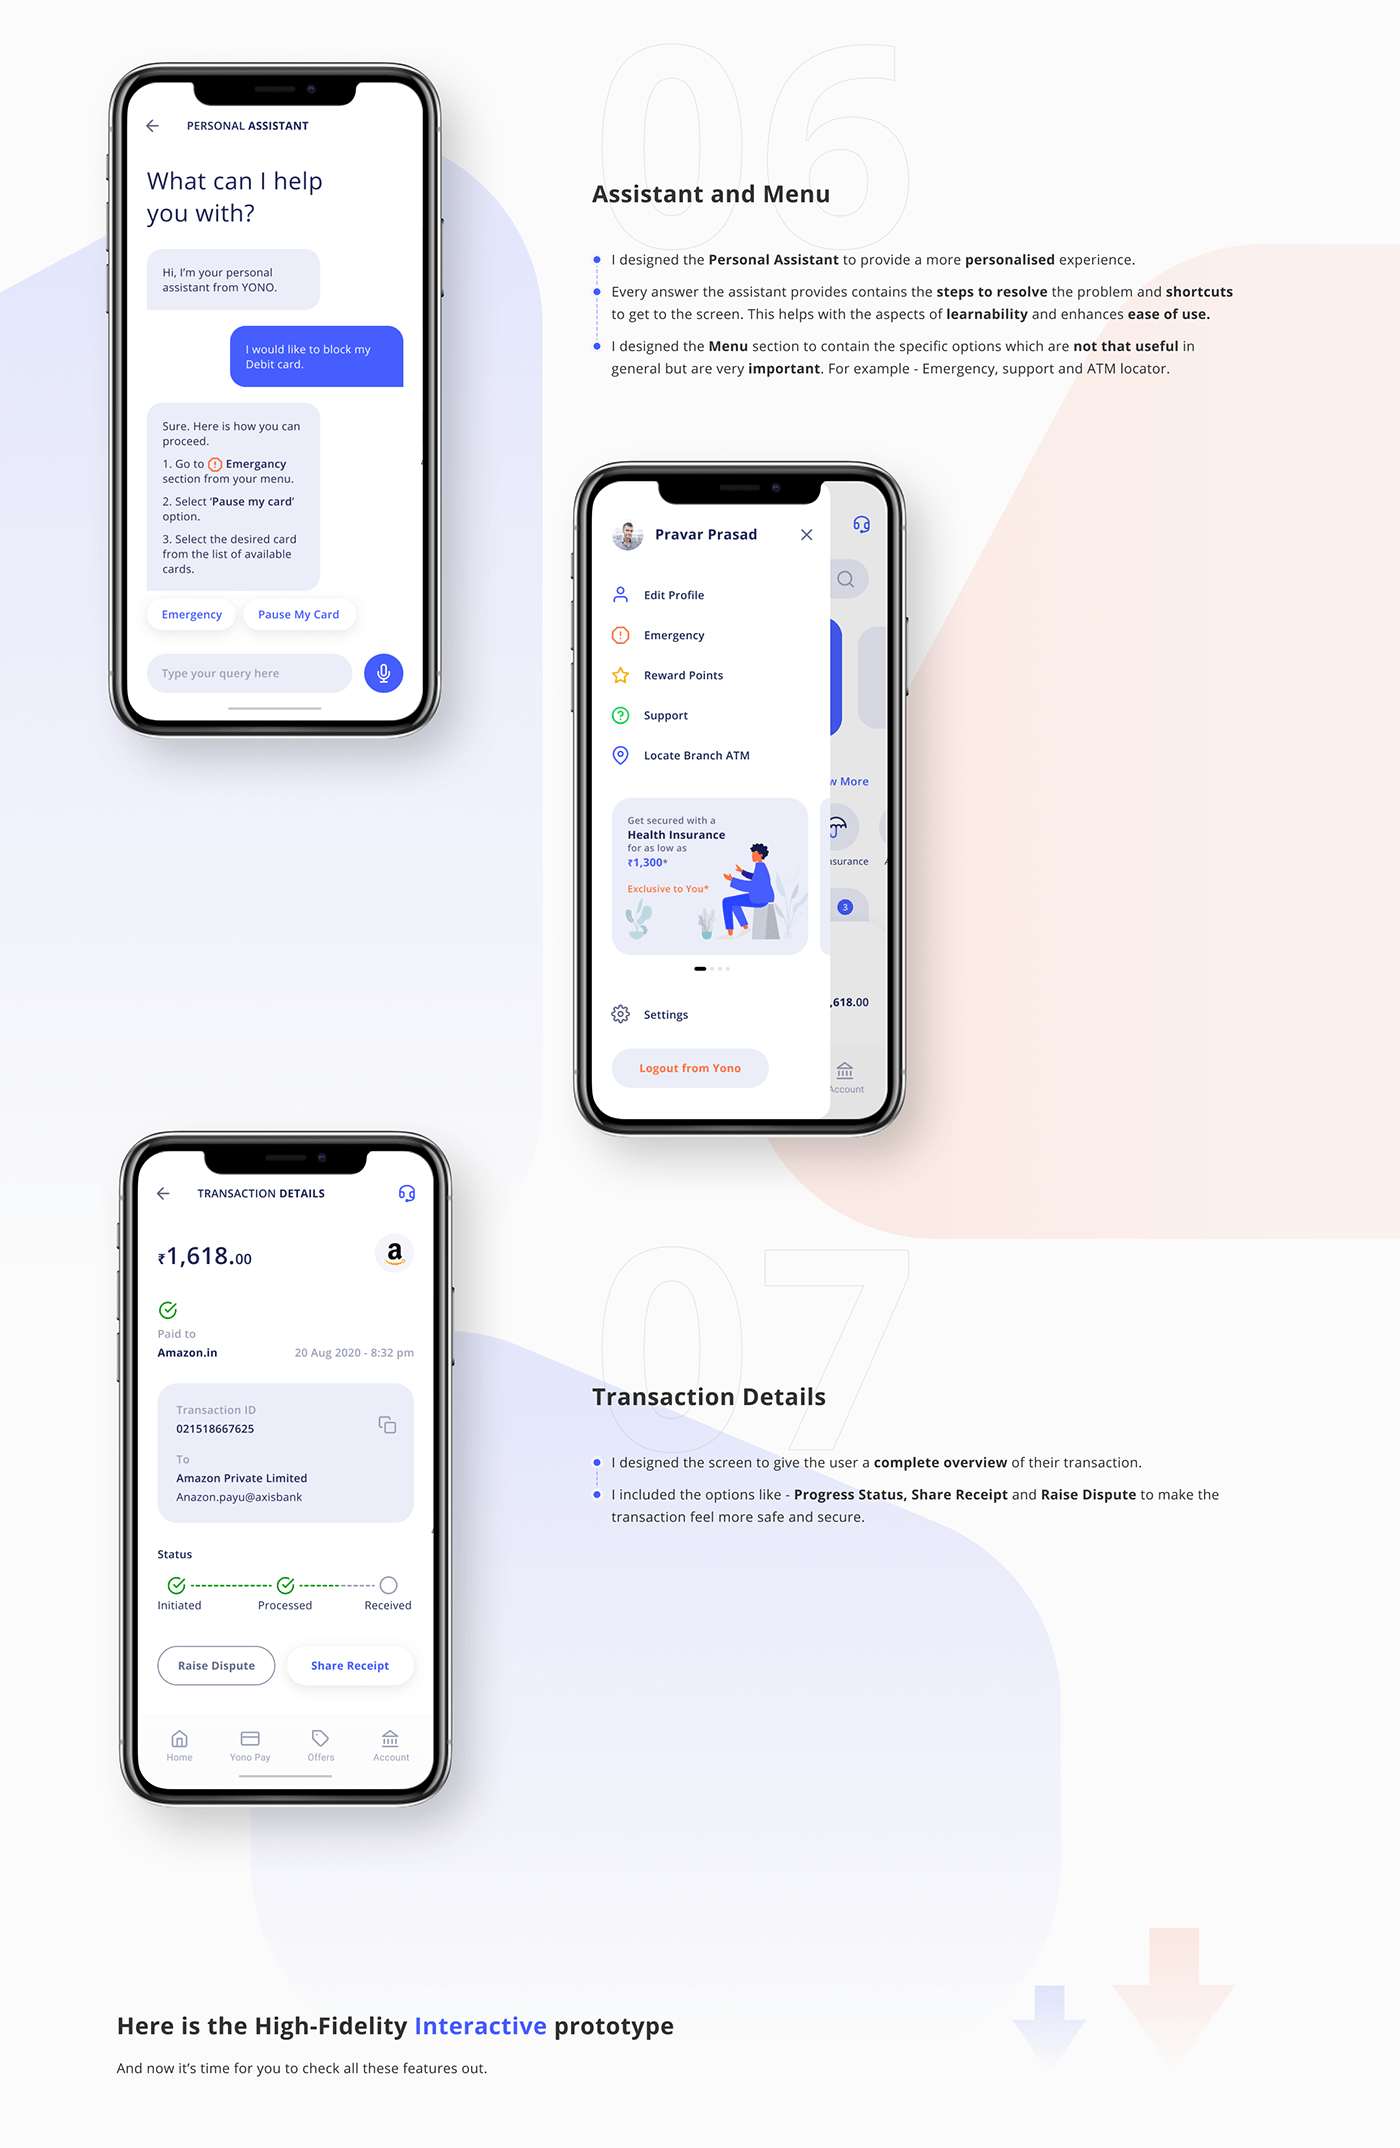 06
PERSONAL ASSISTANT
What can I help
you with?
Hi, I’m your personal
assistant from YONO.
I would like to block my
Debit card.
Sure. Here is how you can
proceed.
1. Go to Emergancy
section from your menu.
2. Select ‘Pause my card’
option.
3. Select the desired card
from the list of available
cards.
Emergency
Pause My Card
Type your query here
Assistant and Menu
I designed the Personal Assistant to provide a more personalised experience.
Every answer the assistant provides contains the steps to resolve the problem and shortcuts
to get to the screen. This helps with the aspects of learnability and enhances ease of use.
I designed the Menu section to contain the specific options which are not that useful in
general but are very important. For example - Emergency, support and ATM locator.
Pravar Prasad
Edit Profile
Emergency
Reward Points
Support
Locate Branch ATM
w More
Get secured with a
Health Insurance
for as low as
₹1,300*
Exclusive to You*
surance
3
,618.00
Settings
Logout from Yono
Account
TRANSACTION DETAILS
₹1,618.00
a
Paid to
Amazon.in
20 Aug 2020 - 8:32 pm
Transaction ID
021518667625
To
Amazon Private Limited
Anazon.payu@axisbank
Status
Initiated
Processed
Received
Raise Dispute
Share Receipt
Home
Yono Pay
Offers
Account
07
Transaction Details
I designed the screen to give the user a complete overview of their transaction.
I included the options like - Progress Status, Share Receipt and Raise Dispute to make the
transaction feel more safe and secure.
Here is the High-Fidelity Interactive prototype
And now it’s time for you to check all these features out.